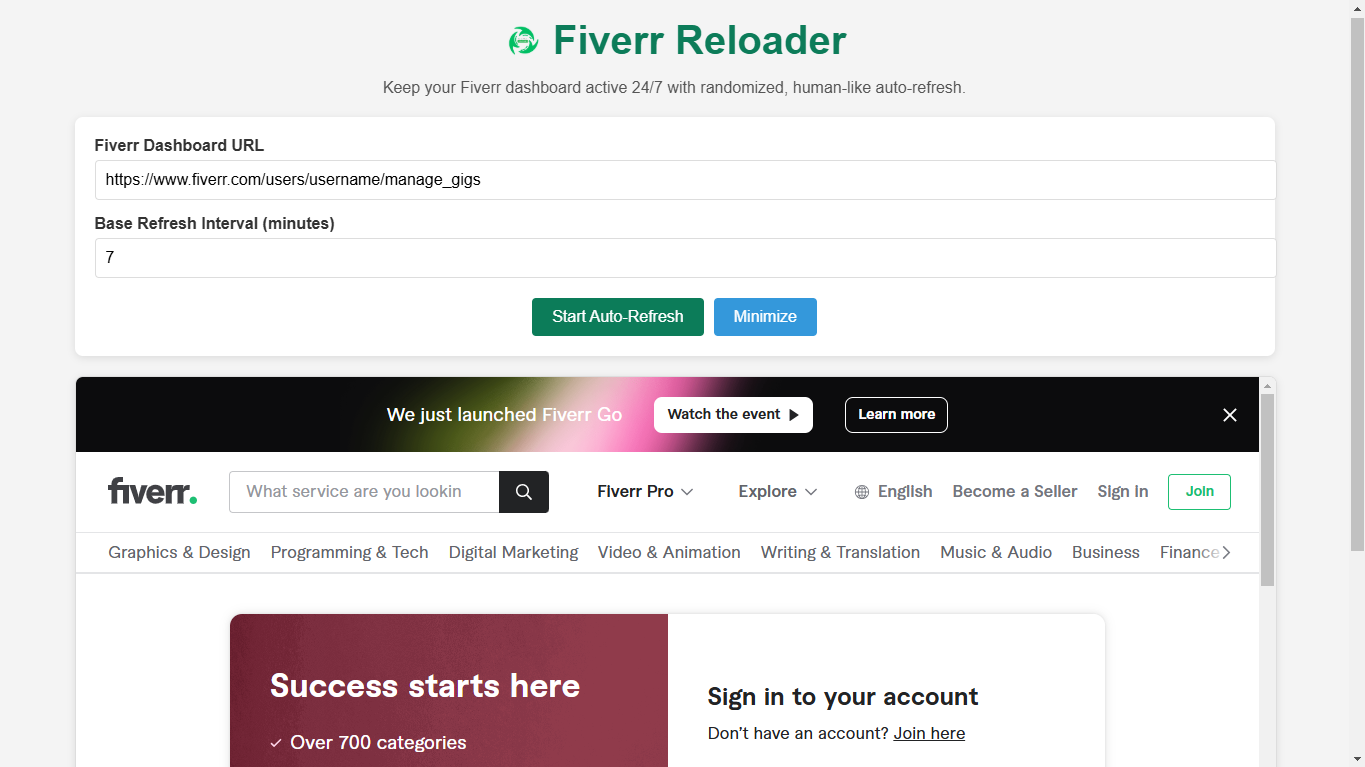 Fiverr Reloader
Keep your Fiverr dashboard active 24/7 with randomized, human-like auto-refresh.
Fiverr Dashboard URL
https://www.fiverr.com/users/username/manage_gigs
Base Refresh Interval (minutes)
7
Start Auto-Refresh Minimize
We just launched Fiverr Go Watch the event Learn more
fiverr. What service are you lookin Fiverr Pro Explore English Become a Seller Sign In Join
Graphics & Design Programming & Tech Digital Marketing Video & Animation Writing & Translation Music & Audio Business Finance
Success starts here
Over 700 categories
Sign in to your account
Don't have an account? Join here